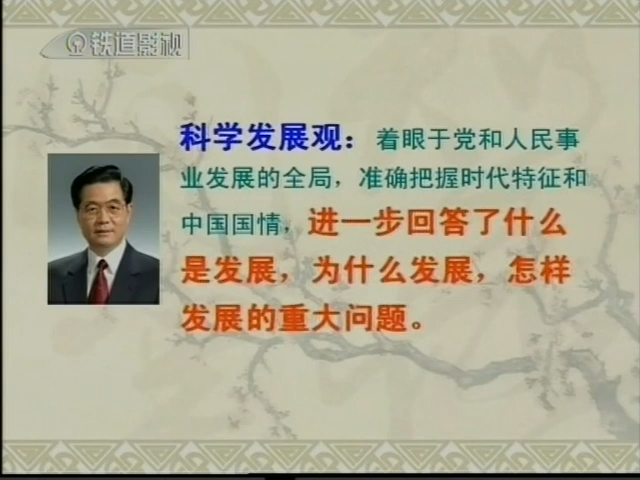 铁道影视
科学发展观：着眼于党和人民事
业发展的全局，准确把握时代特征和
中国国情，进一步回答了什么
是发展，为什么发展，怎样
发展的重大问题。